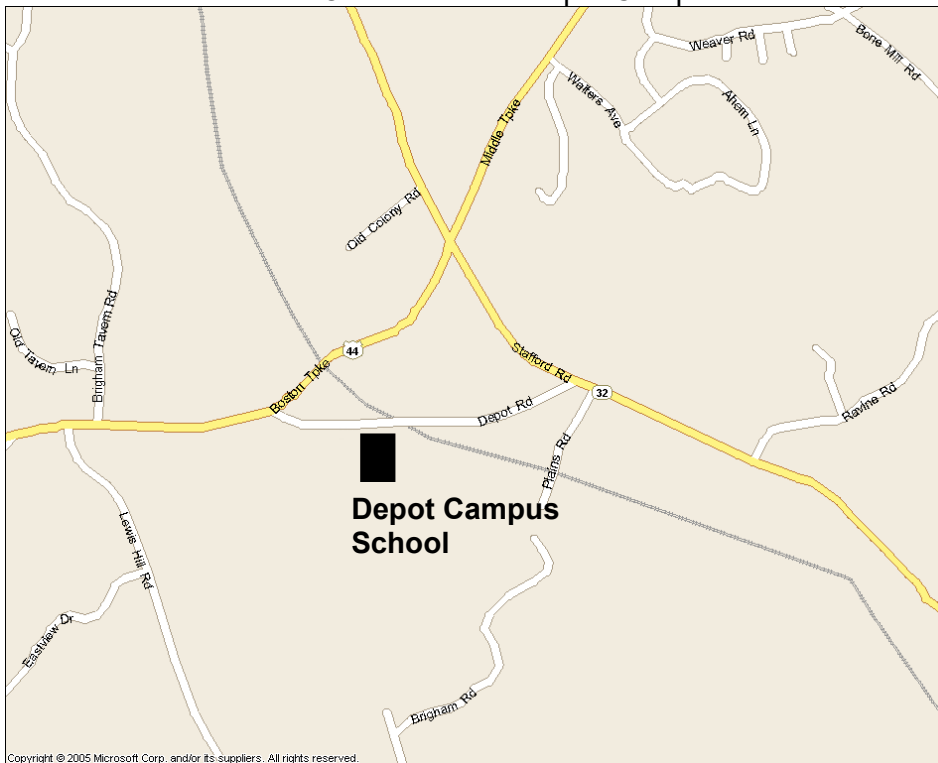 Weaver Rd
Bone Mill Rd
Walters Ave
Ahern Ln
Middle Tpke
Old Colony Rd
Brigham Tavern Rd
Old Tavern Ln
44
Boston Tpke
Stafford Rd
32
Depot Rd
Ravine Rd
Plains Rd
Depot Campus
School
Lewis Hill Rd
Eastview Dr
Brigham Rd
Copyright © 2005 Microsoft Corp. and/or its suppliers. All rights reserved.